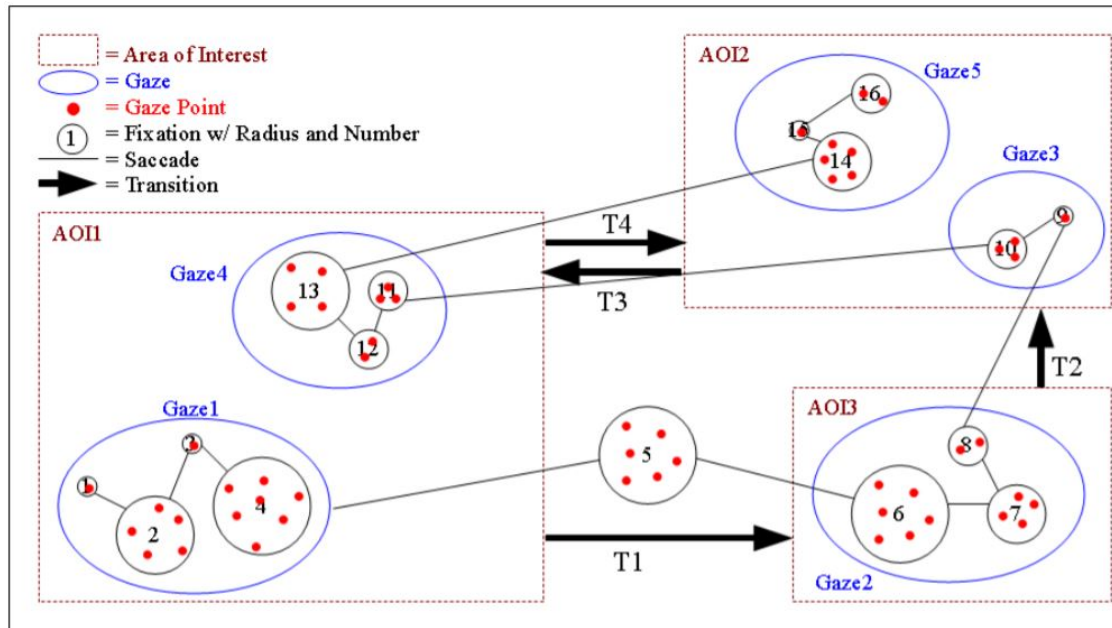 = Area of Interest
= Gaze
= Gaze Point
1 = Fixation w/ Radius and Number
= Saccade
= Transition
AOI2
Gaze5
16
15
14
Gaze3
9
10
AOI1
T4
T3
Gaze4
13
11
12
T2
Gaze1
AOI3
3
5
8
1
4
2
6
7
T1
Gaze2